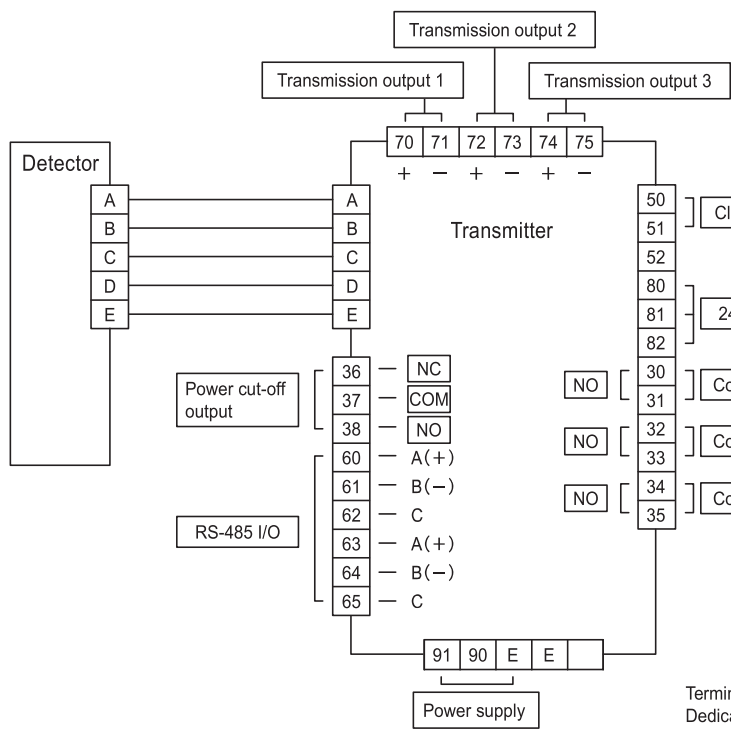 Transmission output 2
Transmission output 1
Transmission output 3
70 71 72 73 74 75
+ − + − + −
Detector
Transmitter
A
B
C
D
E
A
B
C
D
E
50
51
52
80
81
82
30
31
32
33
34
35
NO
NO
NO
Power cut-off
output
36 — NC
37 — COM
38 — NO
RS-485 I/O
60 — A(+)
61 — B(−)
62 — C
63 — A(+)
64 — B(−)
65 — C
91 90 E E
Power supply